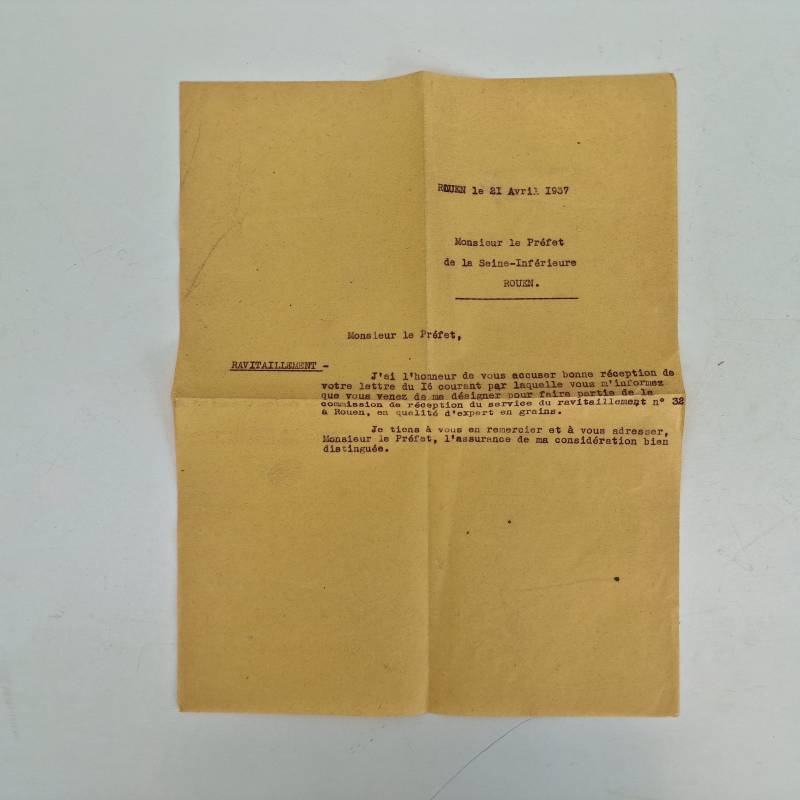 ROUEN le 21 Avril 1937
Monsieur le Préfet
de la Seine-Inférieure
ROUEN.
Monsieur le Préfet,
RAVITAILLEMENT -
J'ai l'honneur de vous accuser bonne réception de
votre lettre du 16 courant par laquelle vous m'informez
que vous venez de me désigner pour faire partie de la
commission de réception du service du ravitaillement n° 32
à Rouen, en qualité d'expert en grains.
Je tiens à vous en remercier et à vous adresser,
Monsieur le Préfet, l'assurance de ma considération bien
distinguée.